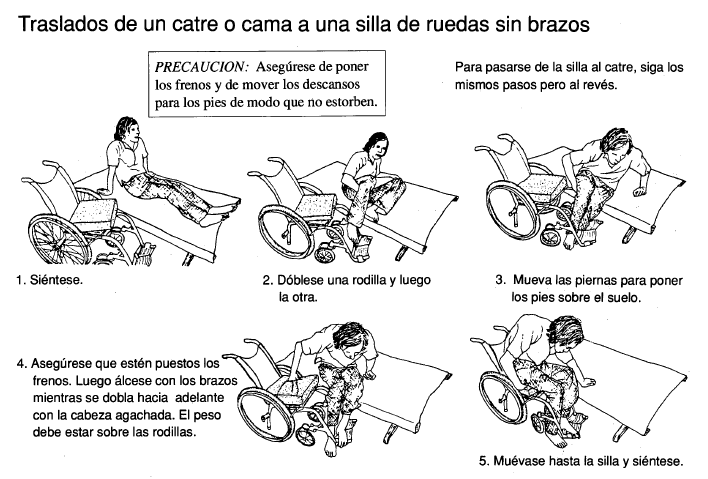 Traslados de un catre o cama a una silla de ruedas sin brazos
PRECAUCION: Asegúrese de poner
los frenos y de mover los descansos
para los pies de modo que no estorben.
Para pasarse de la silla al catre, siga los
mismos pasos pero al revés.
1. Siéntese.
2. Dóblese una rodilla y luego
la otra.
3. Mueva las piernas para poner
los pies sobre el suelo.
4. Asegúrese que estén puestos los
frenos. Luego álcese con los brazos
mientras se dobla hacia adelante
con la cabeza agachada. El peso
debe estar sobre las rodillas.
5. Muévase hasta la silla y siéntese.